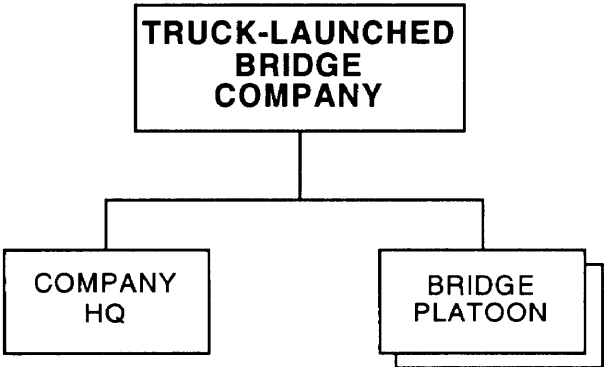 TRUCK-LAUNCHED
BRIDGE
COMPANY
COMPANY
HQ
BRIDGE
PLATOON